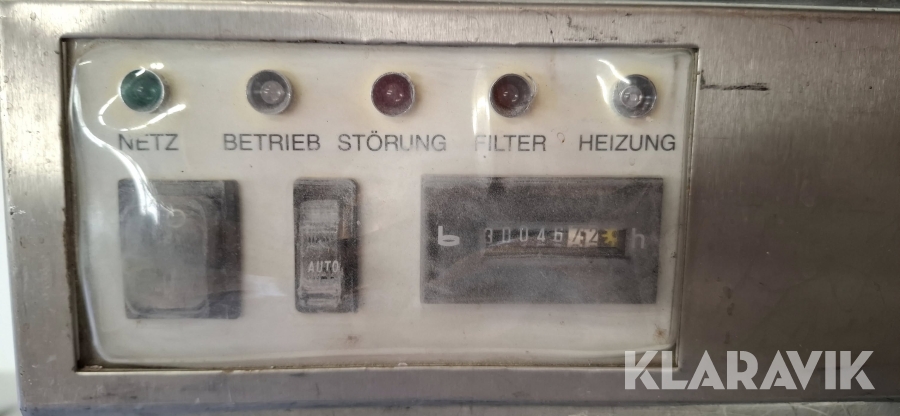 NETZ BETRIEB STÖRUNG FILTER HEIZUNG
AUTO
h
KLARAVIK